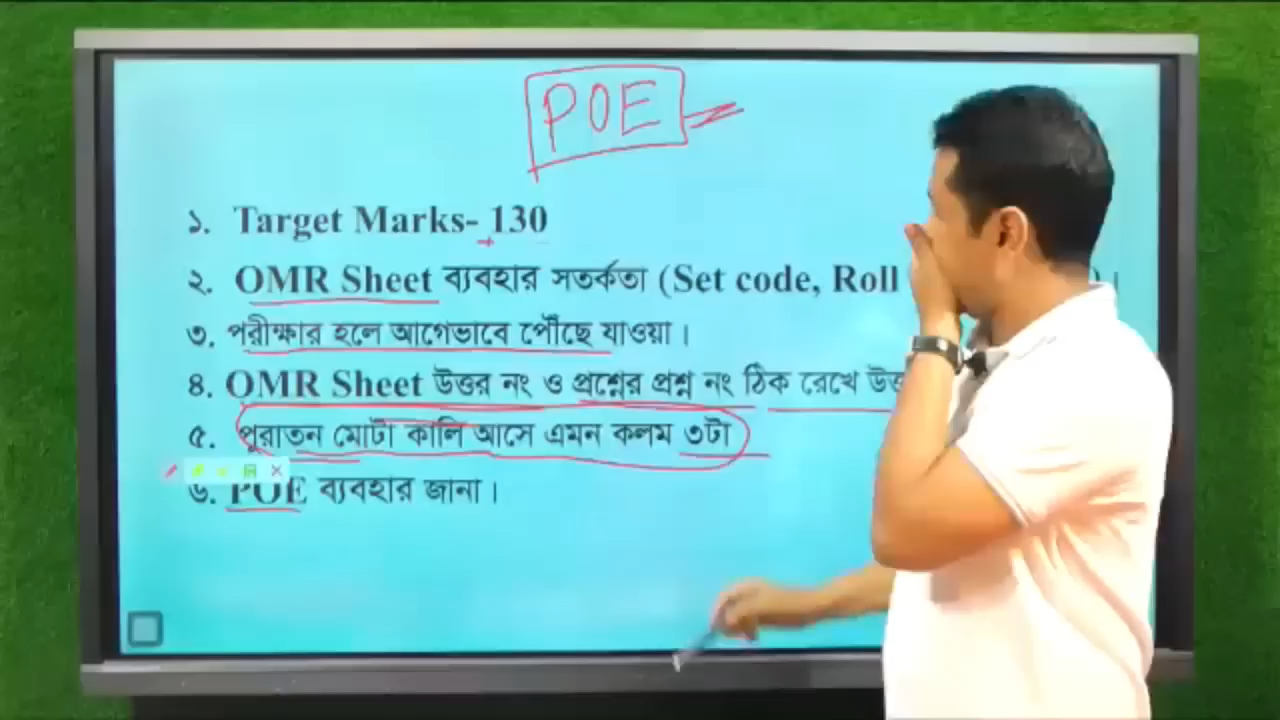 POE
১. Target Marks- 130
২. OMR Sheet ব্যবহার সতর্কতা (Set code, Roll ) ।
৩. পরীক্ষার হলে আগেভাবে পৌঁছে যাওয়া ।
৪. OMR Sheet উত্তর নং ও প্রশ্নের প্রশ্ন নং ঠিক রেখে
৫. পুরাতন মোটা কালি আসে এমন কলম ৩টা
৬. POE ব্যবহার জানা ।